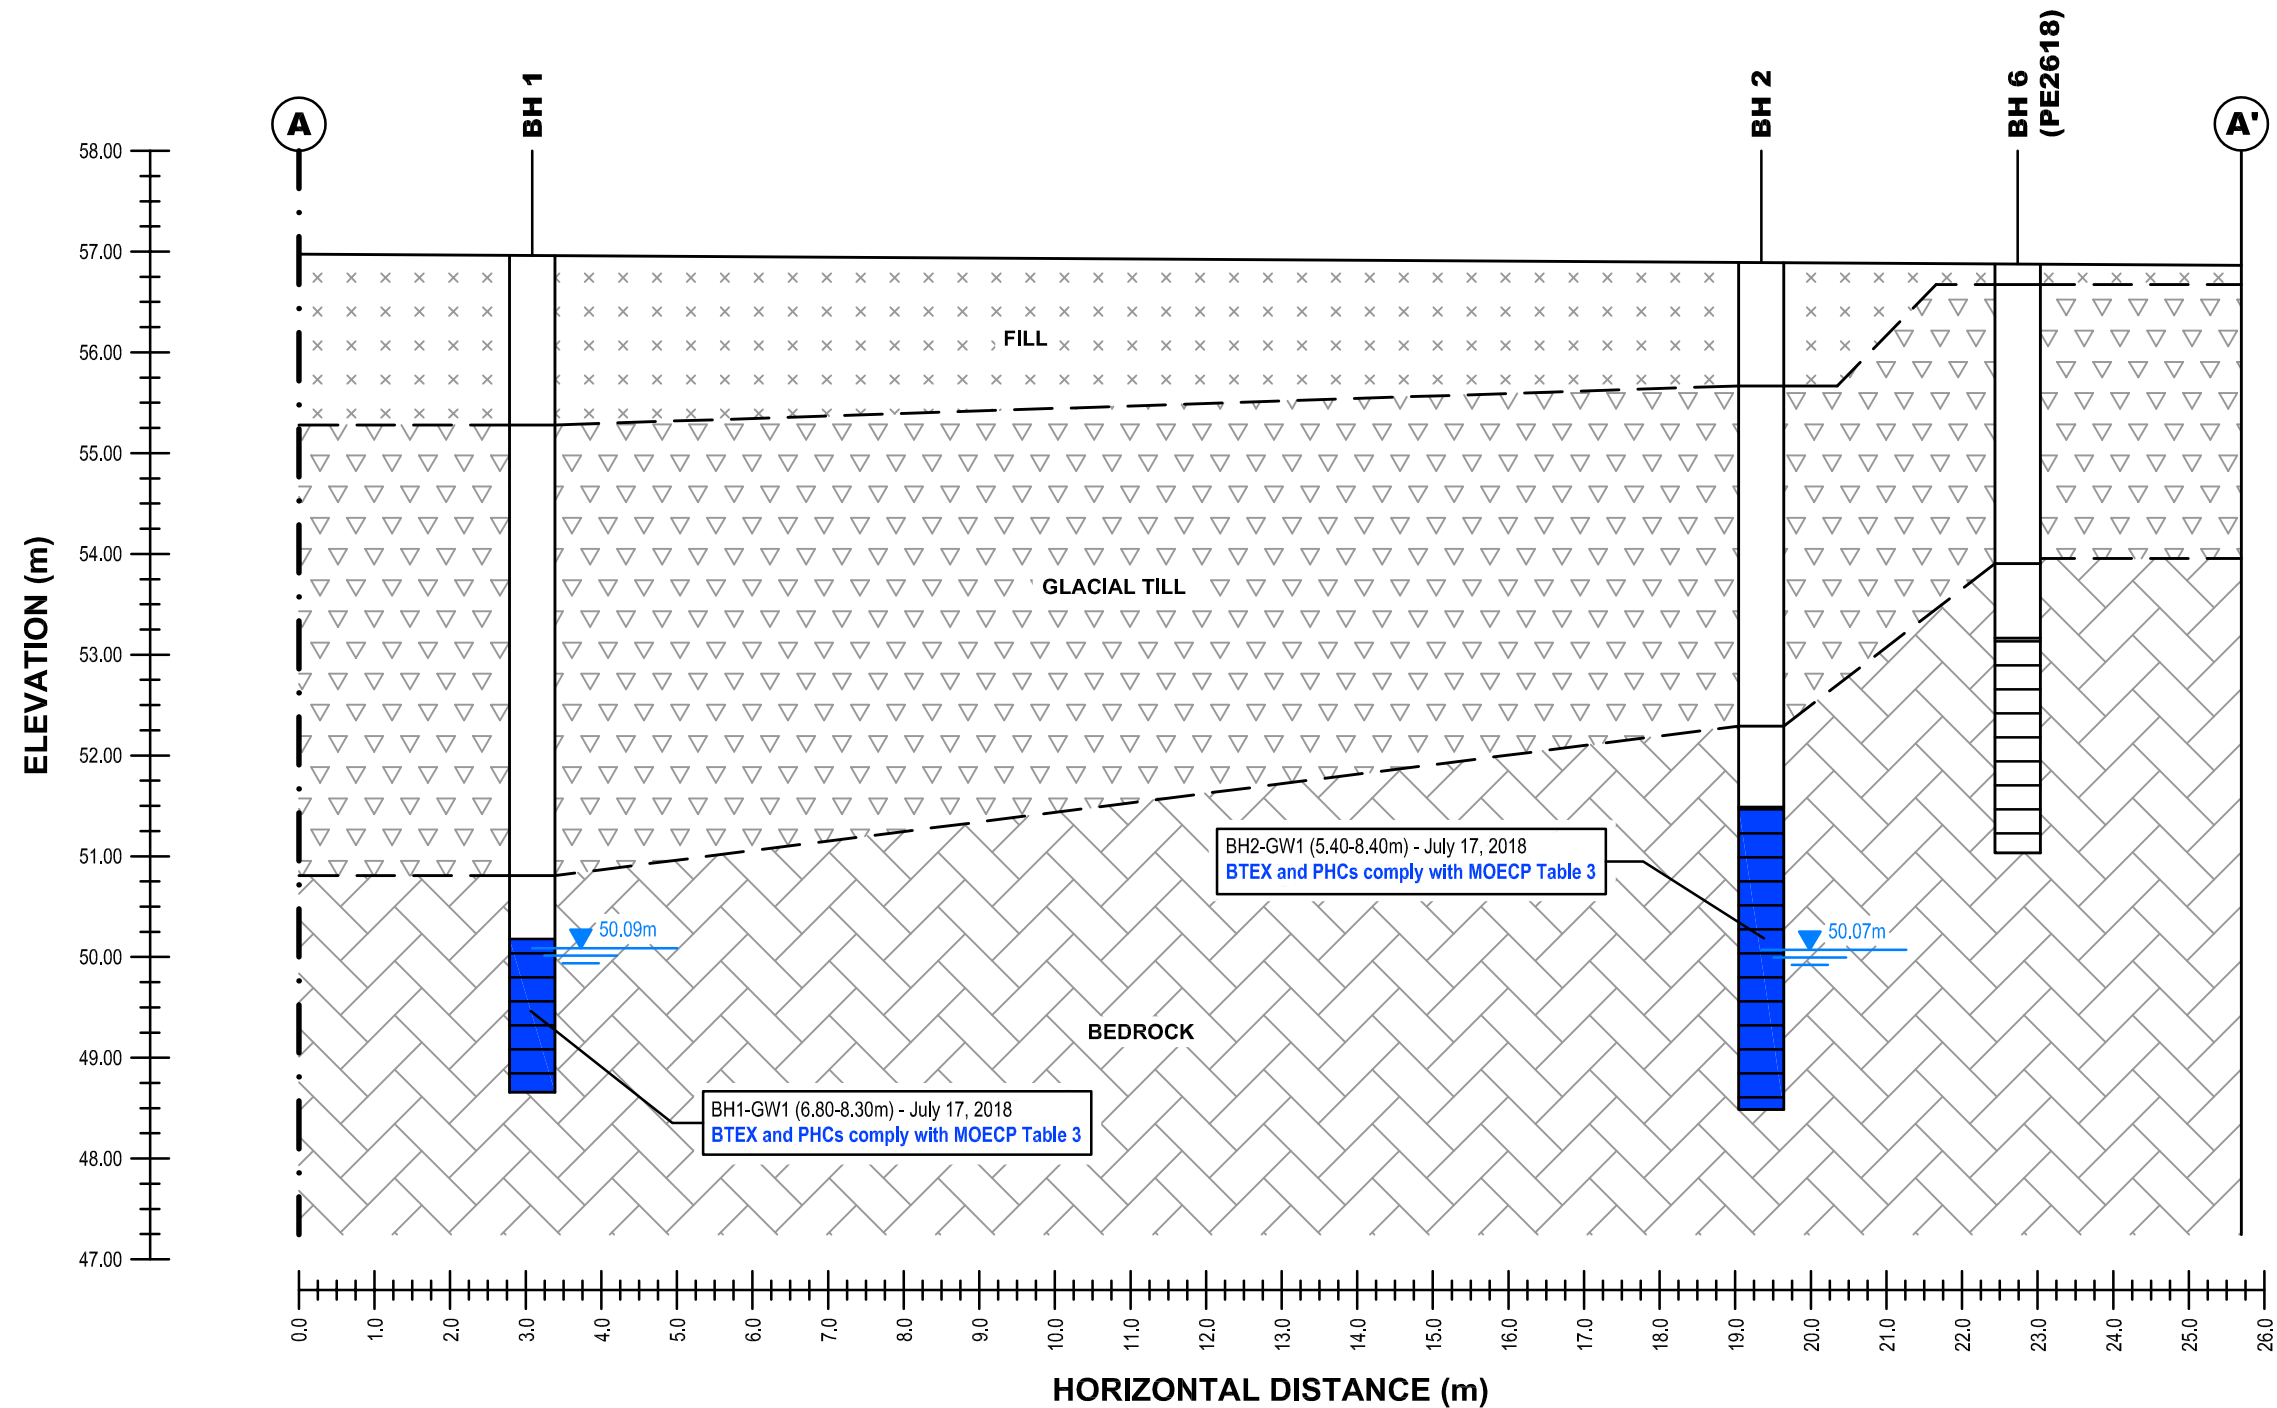 A
BH 1
BH 2
BH 6
(PE2618)
A'
58.00
57.00
56.00
55.00
54.00
53.00
52.00
51.00
50.00
49.00
48.00
47.00
ELEVATION (m)
FILL
GLACIAL TILL
BH2-GW1 (5.40-8.40m) - July 17, 2018
BTEX and PHCs comply with MOECP Table 3
50.09m
50.07m
BEDROCK
BH1-GW1 (6.80-8.30m) - July 17, 2018
BTEX and PHCs comply with MOECP Table 3
0.0
1.0
2.0
3.0
4.0
5.0
6.0
7.0
8.0
9.0
10.0
11.0
12.0
13.0
14.0
15.0
16.0
17.0
18.0
19.0
20.0
21.0
22.0
23.0
24.0
25.0
26.0
HORIZONTAL DISTANCE (m)